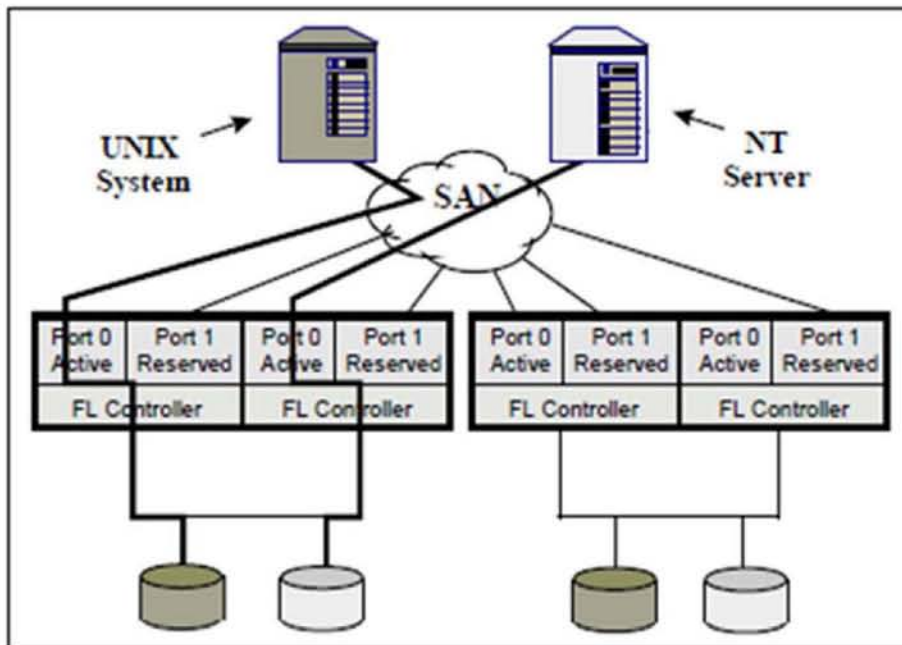 UNIX
System
NT
Server
SAN
Port 0
Active
Port 1
Reserved
Port 0
Active
Port 1
Reserved
Port 0
Active
Port 1
Reserved
Port 0
Active
Port 1
Reserved
FL Controller
FL Controller
FL Controller
FL Controller